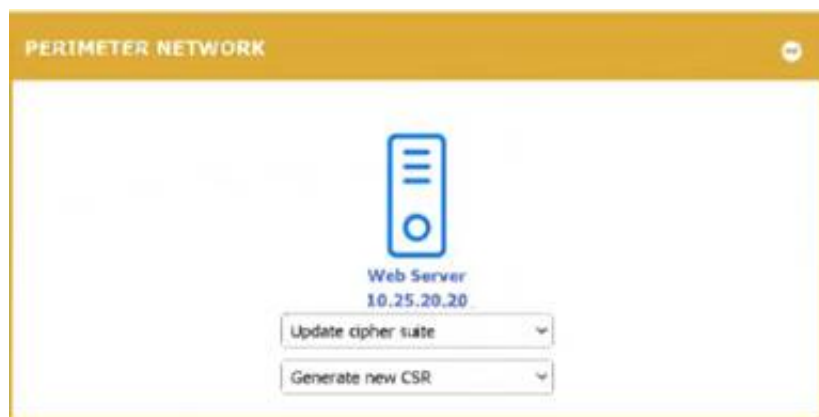 PERIMETER NETWORK
Web Server
10.25.20.20
Update cipher suite
Generate new CSR